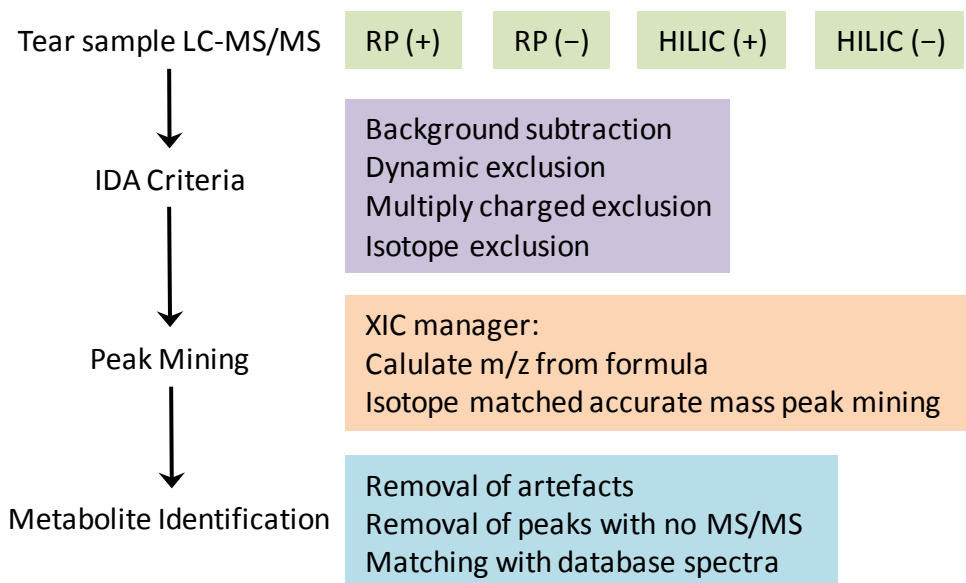 Tear sample LC-MS/MS RP (+) RP (−) HILIC (+) HILIC (−)
IDA Criteria
Background subtraction
Dynamic exclusion
Multiply charged exclusion
Isotope exclusion
Peak Mining
XIC manager:
Calulate m/z from formula
Isotope matched accurate mass peak mining
Metabolite Identification
Removal of artefacts
Removal of peaks with no MS/MS
Matching with database spectra